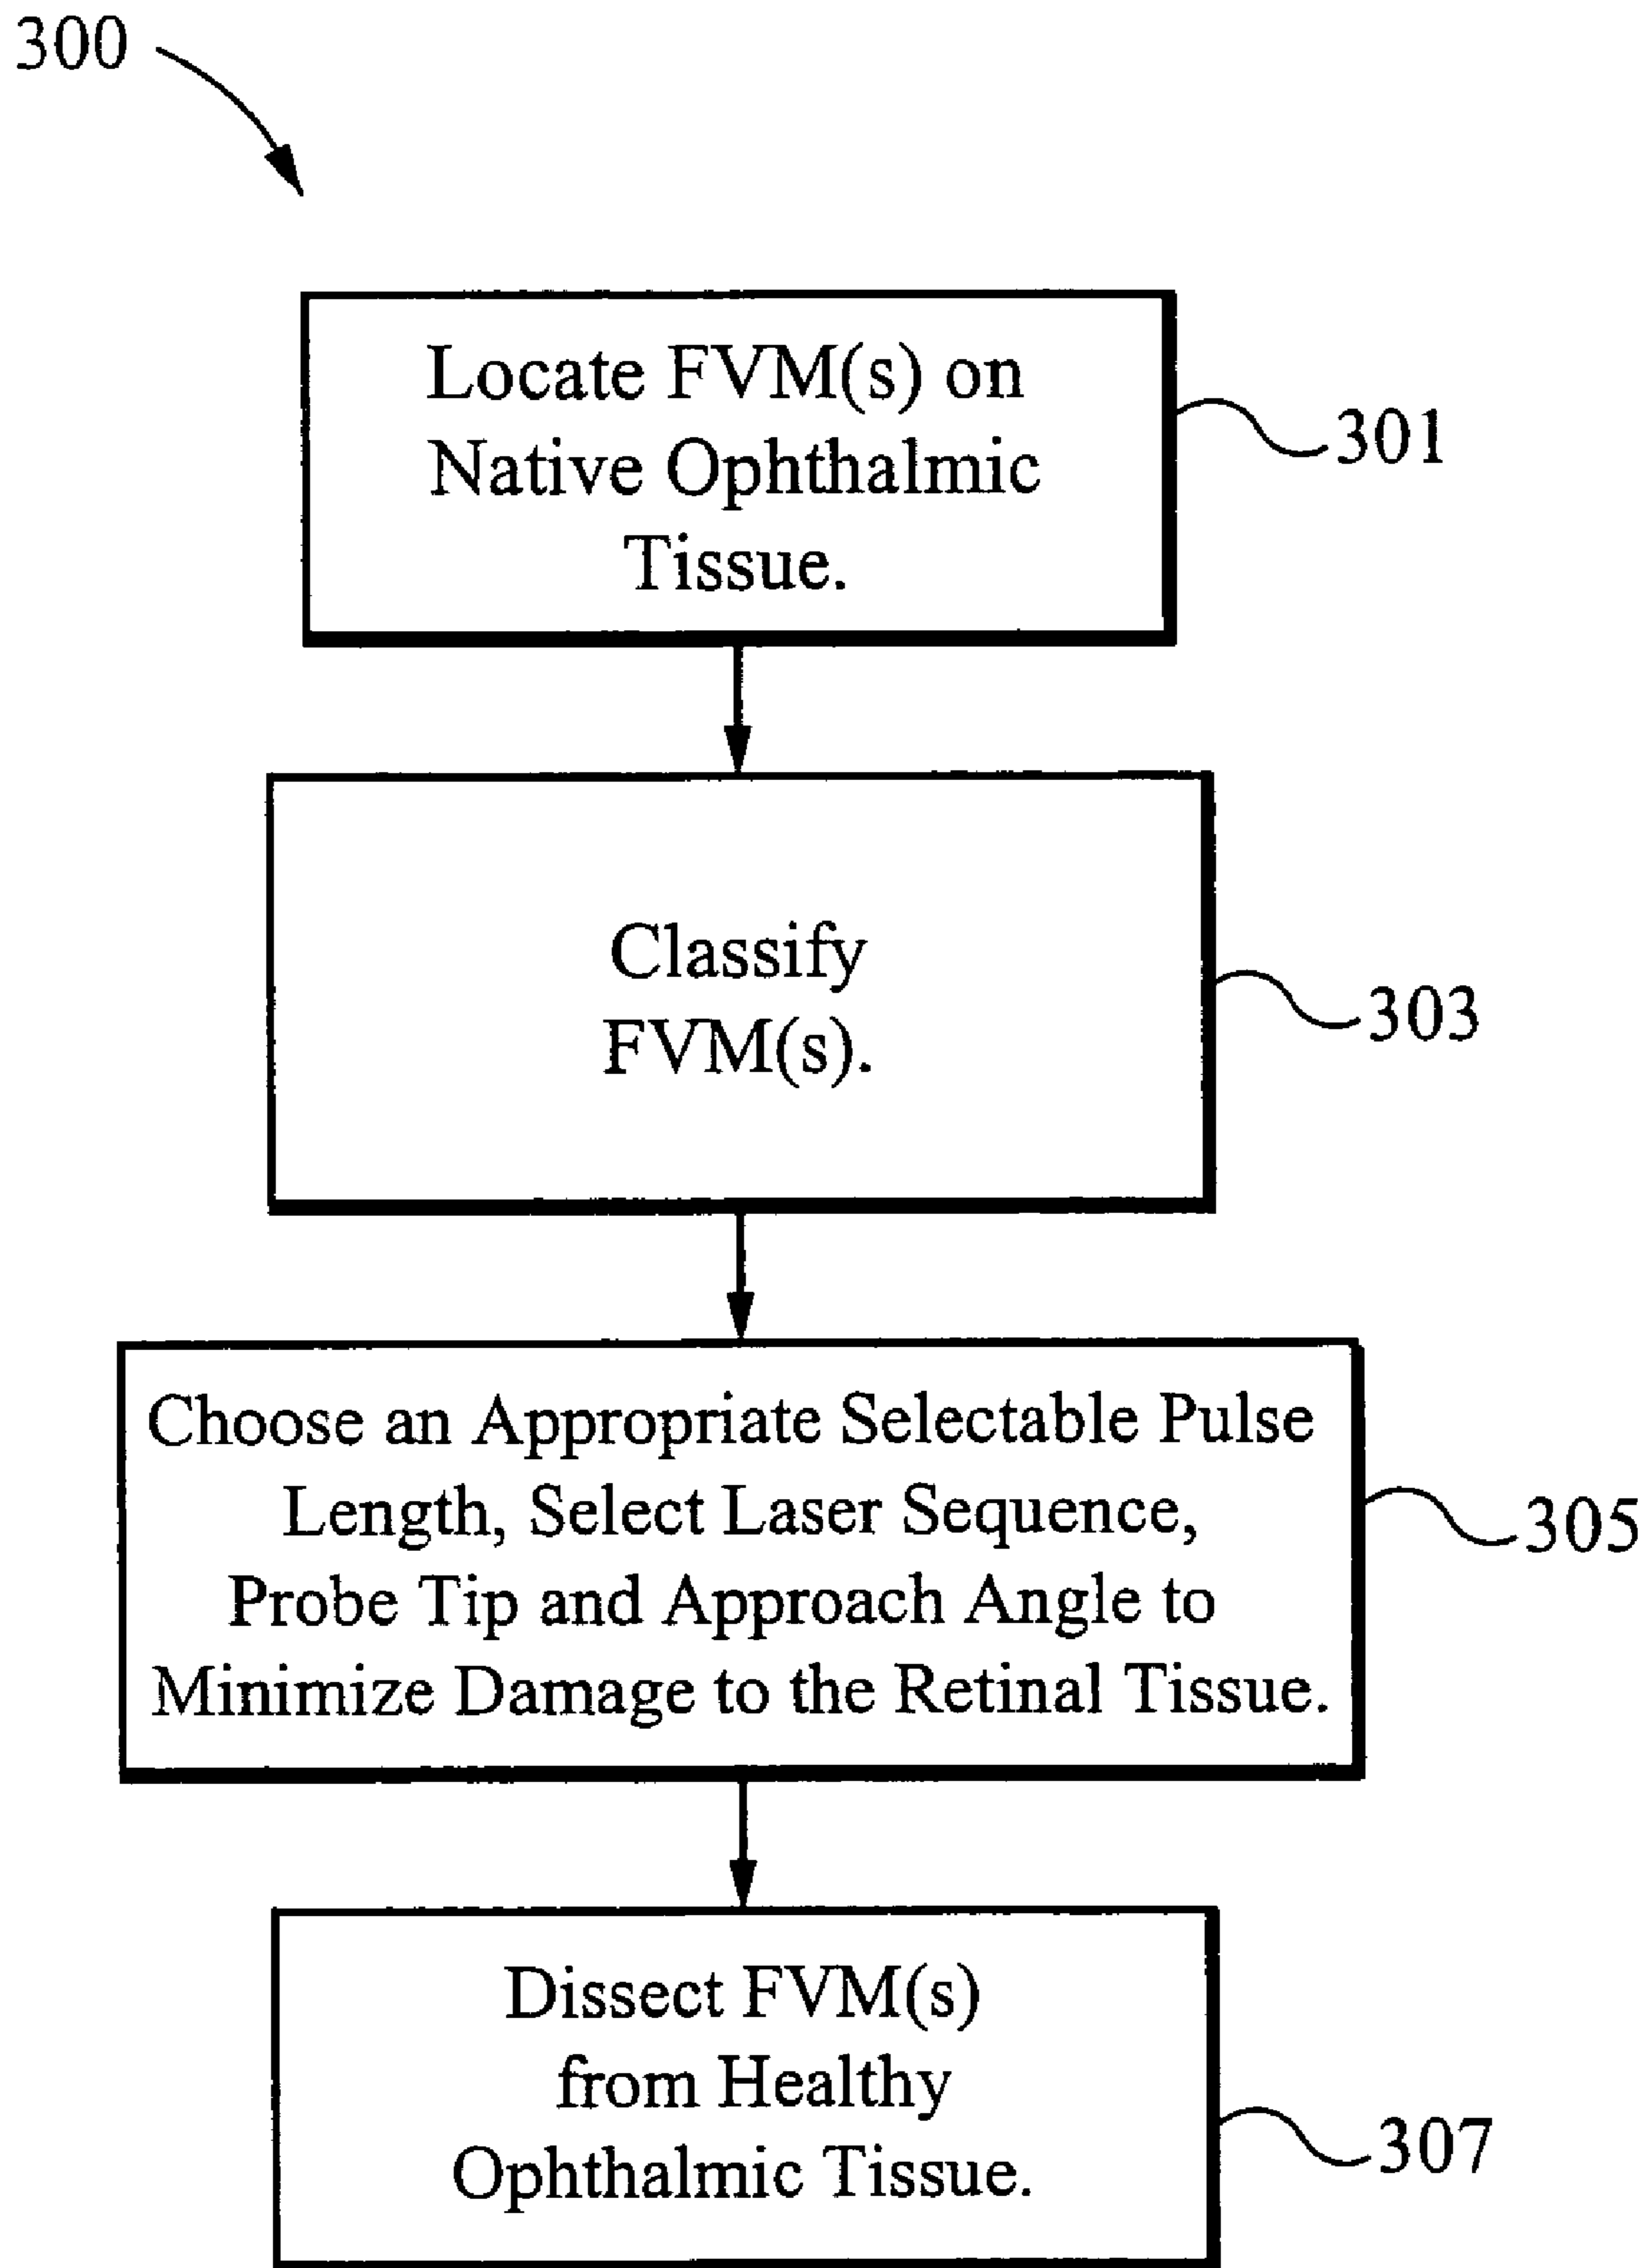 300
Locate FVM(s) on
Native Ophthalmic
Tissue.
301
Classify
FVM(s).
303
Choose an Appropriate Selectable Pulse
Length, Select Laser Sequence,
Probe Tip and Approach Angle to
Minimize Damage to the Retinal Tissue.
305
Dissect FVM(s)
from Healthy
Ophthalmic Tissue.
307